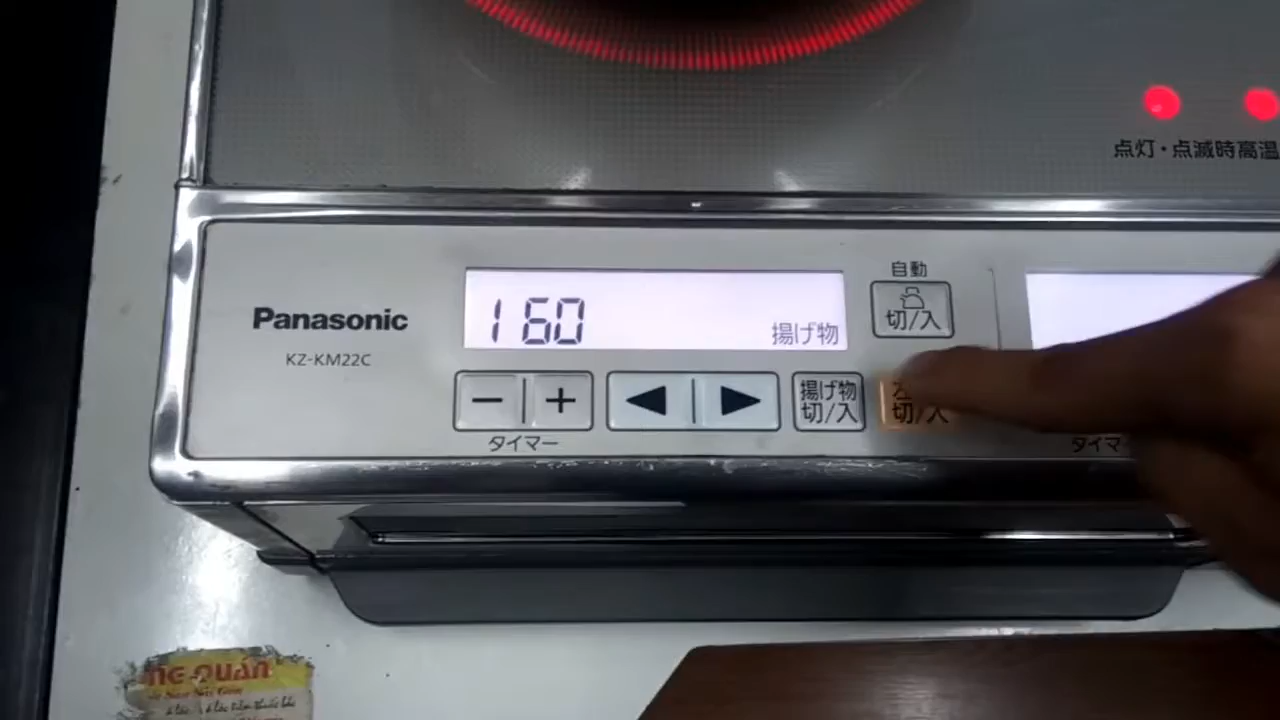 点灯・点滅時高温
自動
切/入
160
揚げ物
Panasonic
KZ-KM22C
− +
◀ ▶
揚げ物
切/入
切/入
タイマー
タイマ
QUÁN